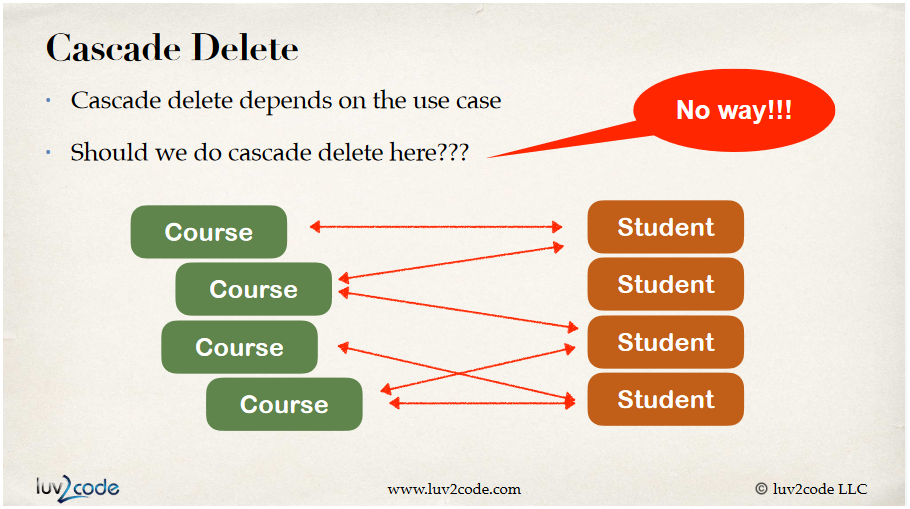 Cascade Delete
• Cascade delete depends on the use case
No way!!!
• Should we do cascade delete here???
Course
Student
Course
Student
Course
Student
Course
Student
luv2code
www.luv2code.com
© luv2code LLC